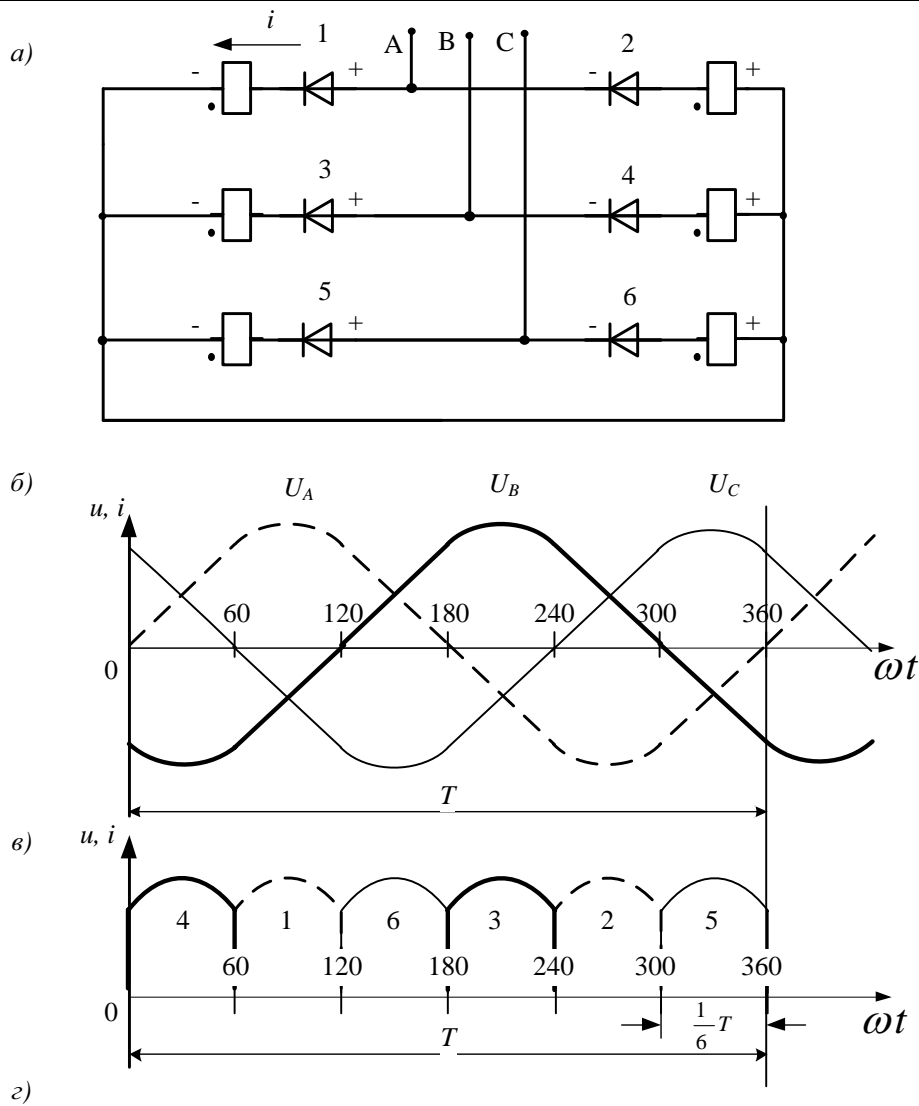 а)
i
1 A B C 2
- + - +
3 4
- + - +
5 6
- + - +
б)
U_A U_B U_C
u, i
60 120 180 240 300 360
0 ωt
T
в)
u, i
4 1 6 3 2 5
60 120 180 240 300 360
0 1/6 T ωt
T
г)